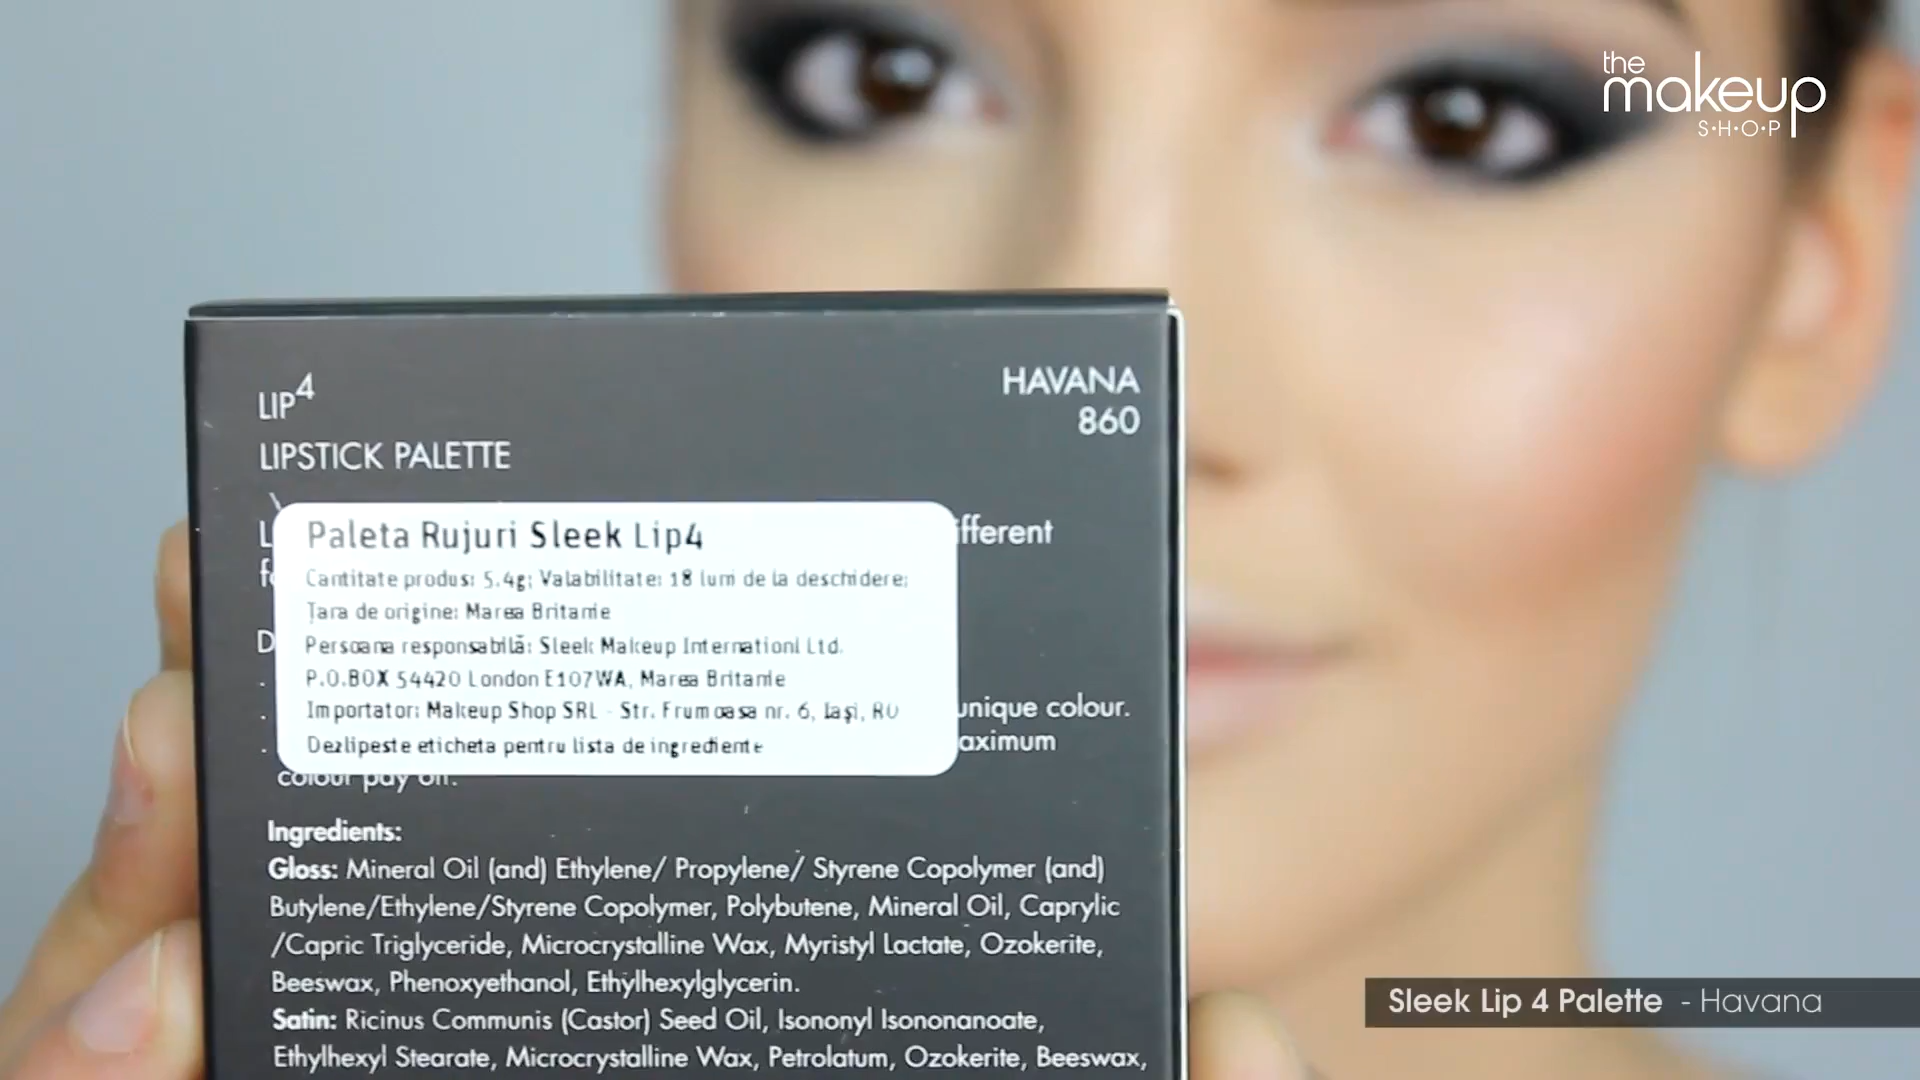 the
makeup
S·H·O·P
LIP4
HAVANA
860
LIPSTICK PALETTE
Paleta Rujuri Sleek Lip4
Cantitate produs: 5.4g; Valabilitate: 18 luni de la deschidere;
Țara de origine: Marea Britanie
Persoana responsabilă: Sleek Makeup Internationl Ltd.
P.O.BOX 54420 London E107WA, Marea Britanie
Importator: Makeup Shop SRL - Str. Frumoasa nr. 6, Iași, RO
Dezlipeste eticheta pentru lista de ingrediente
unique colour.
colour pay off.
Ingredients:
Gloss: Mineral Oil (and) Ethylene/ Propylene/ Styrene Copolymer (and)
Butylene/Ethylene/Styrene Copolymer, Polybutene, Mineral Oil, Caprylic
/Capric Triglyceride, Microcrystalline Wax, Myristyl Lactate, Ozokerite,
Beeswax, Phenoxyethanol, Ethylhexylglycerin.
Satin: Ricinus Communis (Castor) Seed Oil, Isononyl Isononanoate,
Ethylhexyl Stearate, Microcrystalline Wax, Petrolatum, Ozokerite, Beeswax,
Sleek Lip 4 Palette - Havana